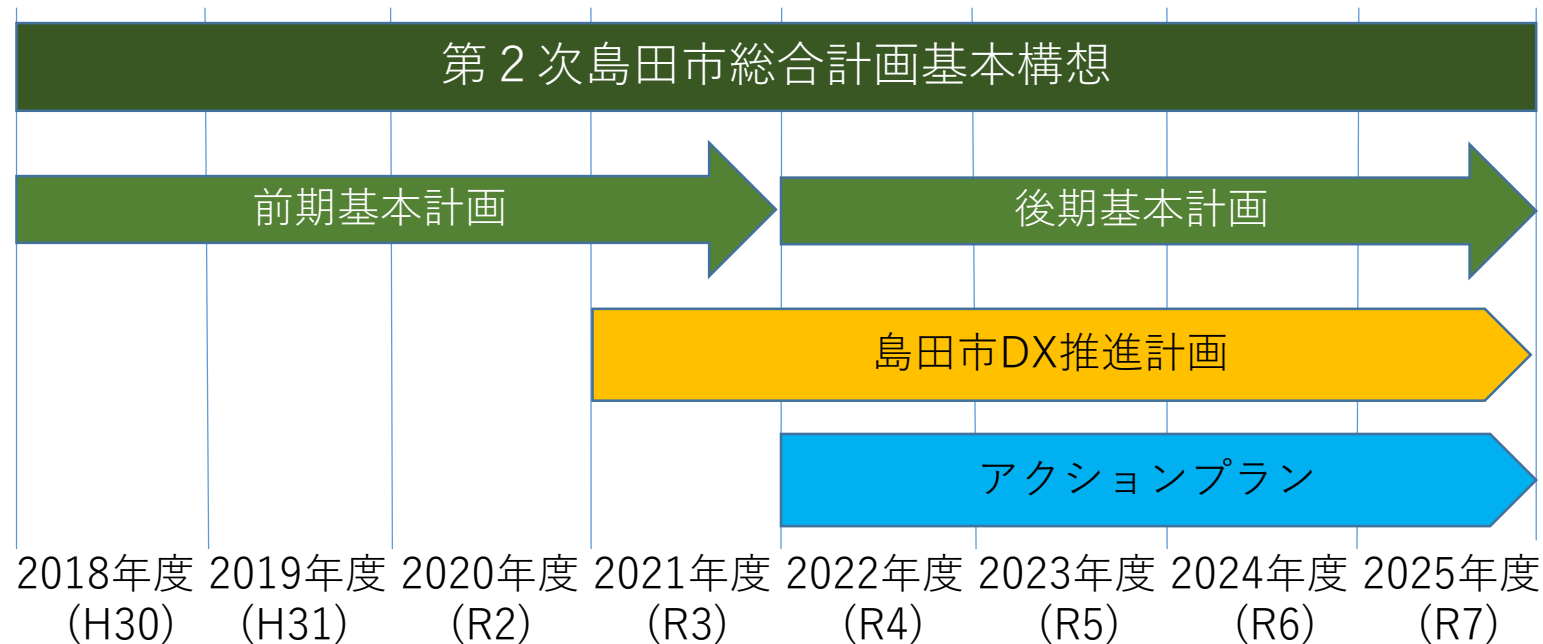 第２次島田市総合計画基本構想
前期基本計画
後期基本計画
島田市DX推進計画
アクションプラン
2018年度 2019年度 2020年度 2021年度 2022年度 2023年度 2024年度 2025年度
(H30) (H31) (R2) (R3) (R4) (R5) (R6) (R7)